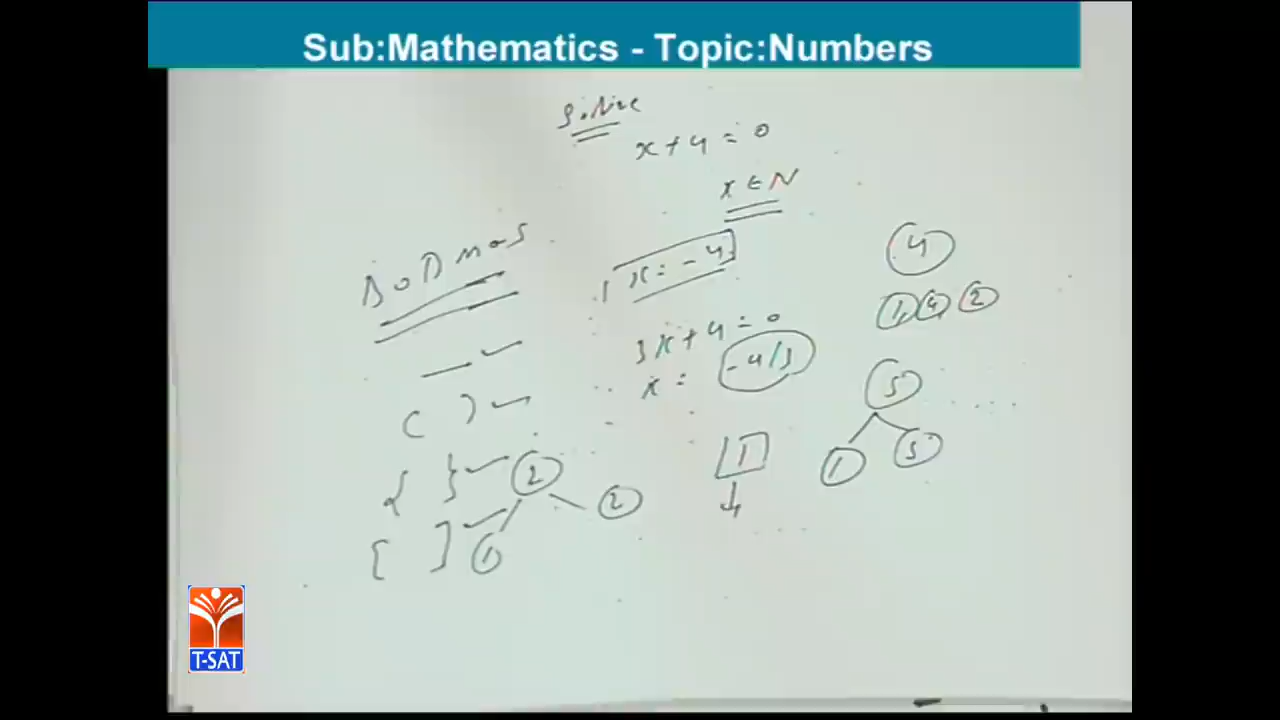 Sub:Mathematics - Topic:Numbers
Solve
x + 4 = 0
x ∈ N
x = - 4
3x + 4 = 0
x = - 4/3
BODMAS
— ✓
( ) ✓
{ } ✓
[ ] ✓
2
1 2
4
1, 4 2
5
1 5
1
T-SAT